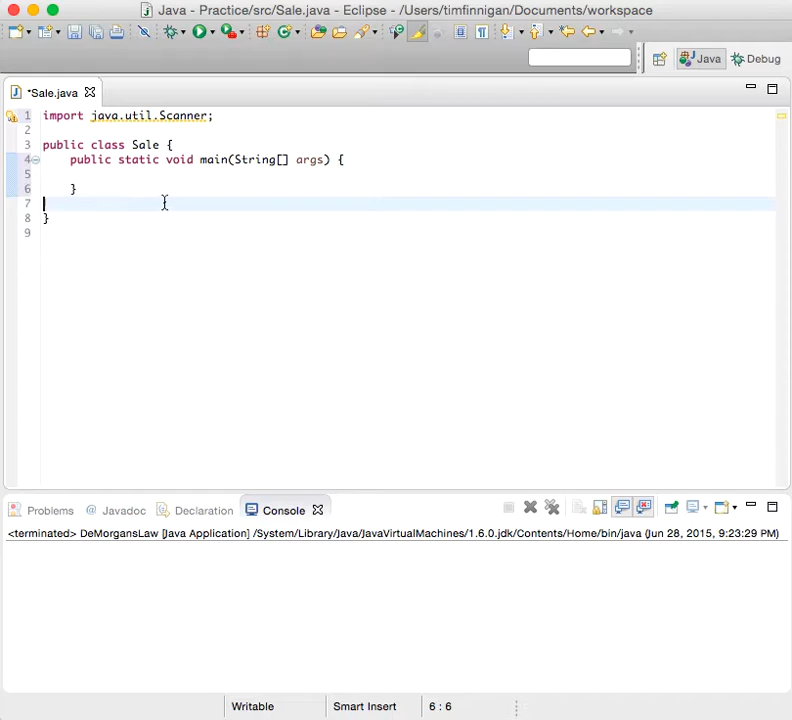 Java - Practice/src/Sale.java - Eclipse - /Users/timfinnigan/Documents/workspace
Java
Debug
*Sale.java
1 import java.util.Scanner;
2
3 public class Sale {
4 public static void main(String[] args) {
5
6 }
7
8 }
9
Problems @ Javadoc Declaration Console
<terminated> DeMorgansLaw [Java Application] /System/Library/Java/JavaVirtualMachines/1.6.0.jdk/Contents/Home/bin/java (Jun 28, 2015, 9:23:29 PM)
Writable Smart Insert 6 : 6